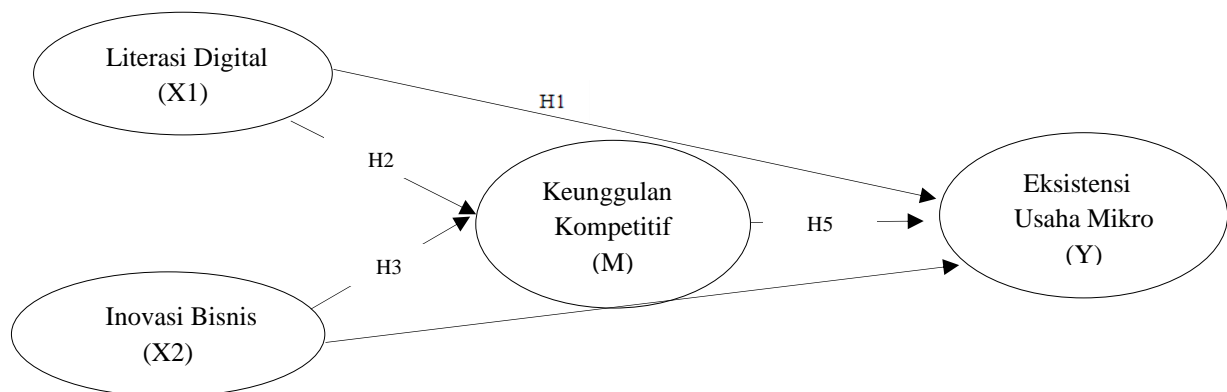 Literasi Digital
(X1)
H1
H2
Keunggulan
Kompetitif
(M)
H5
Eksistensi
Usaha Mikro
(Y)
H3
Inovasi Bisnis
(X2)